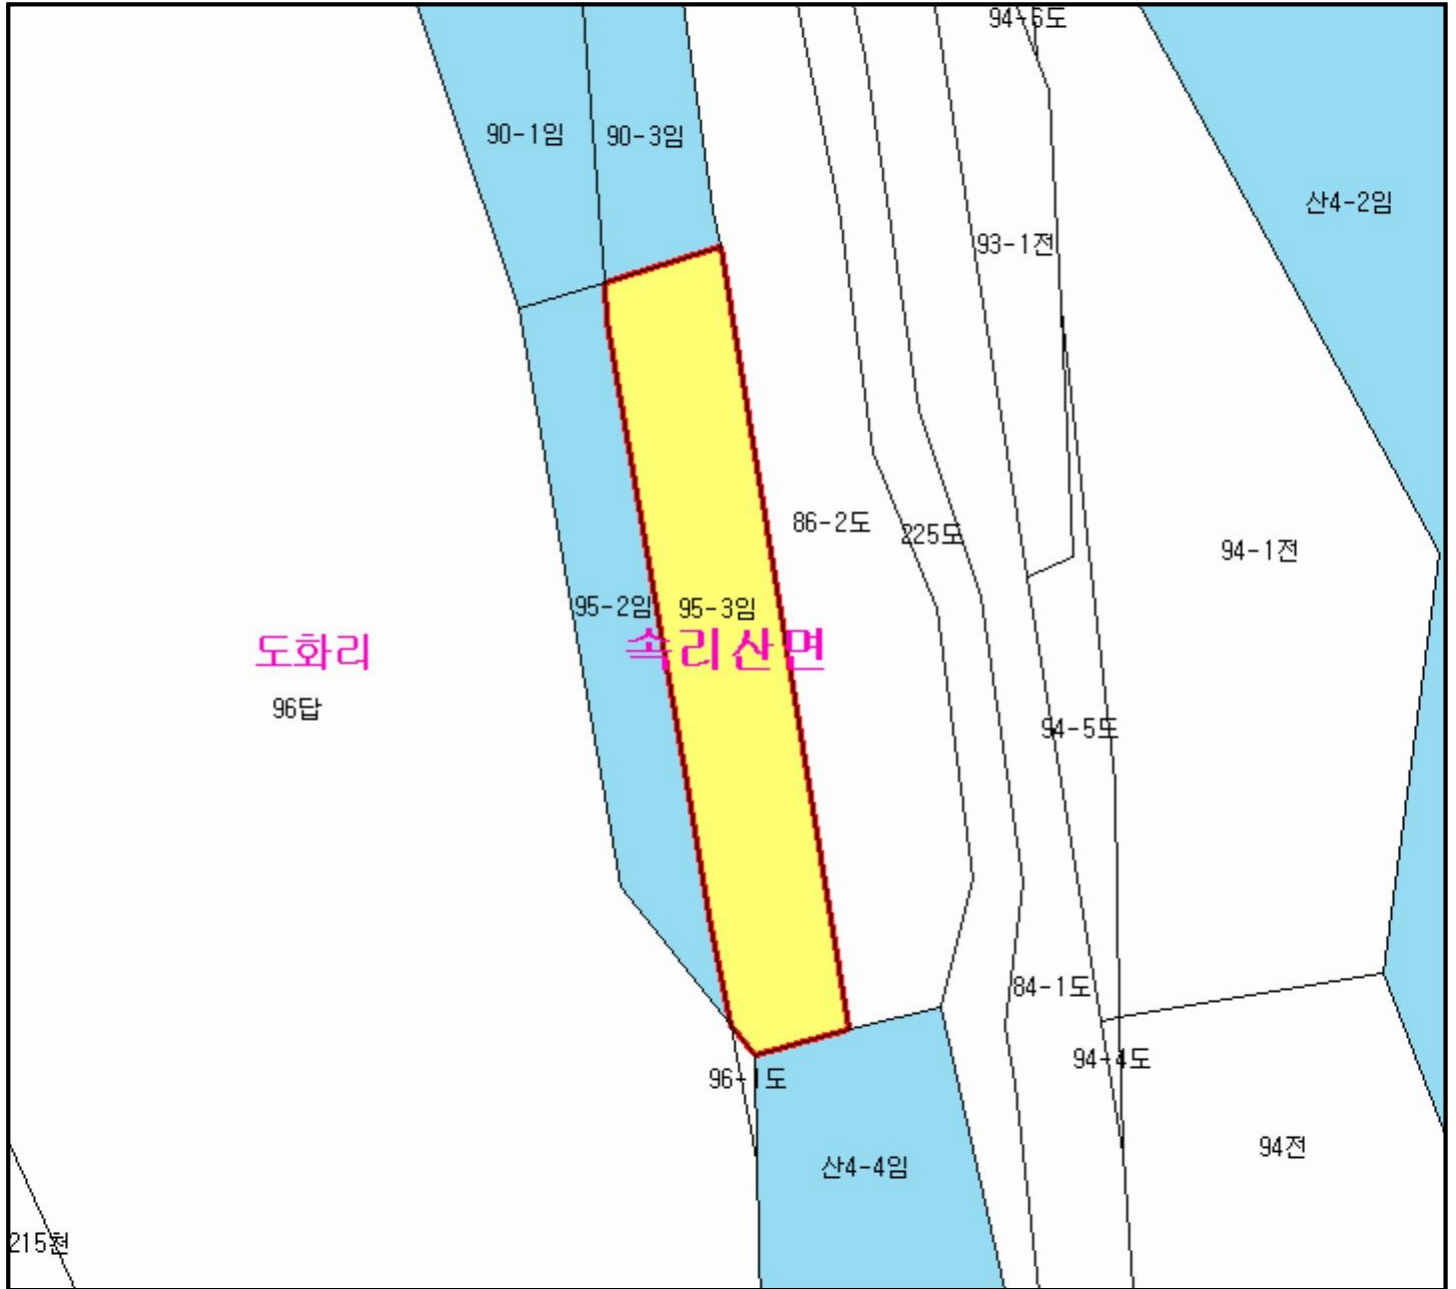 94-6도
90-1임
90-3임
산4-2임
93-1전
86-2도
225도
94-1전
95-2임
95-3임
도화리
속리산면
96답
94-5도
84-1도
94-4도
96-1도
94전
산4-4임
215천